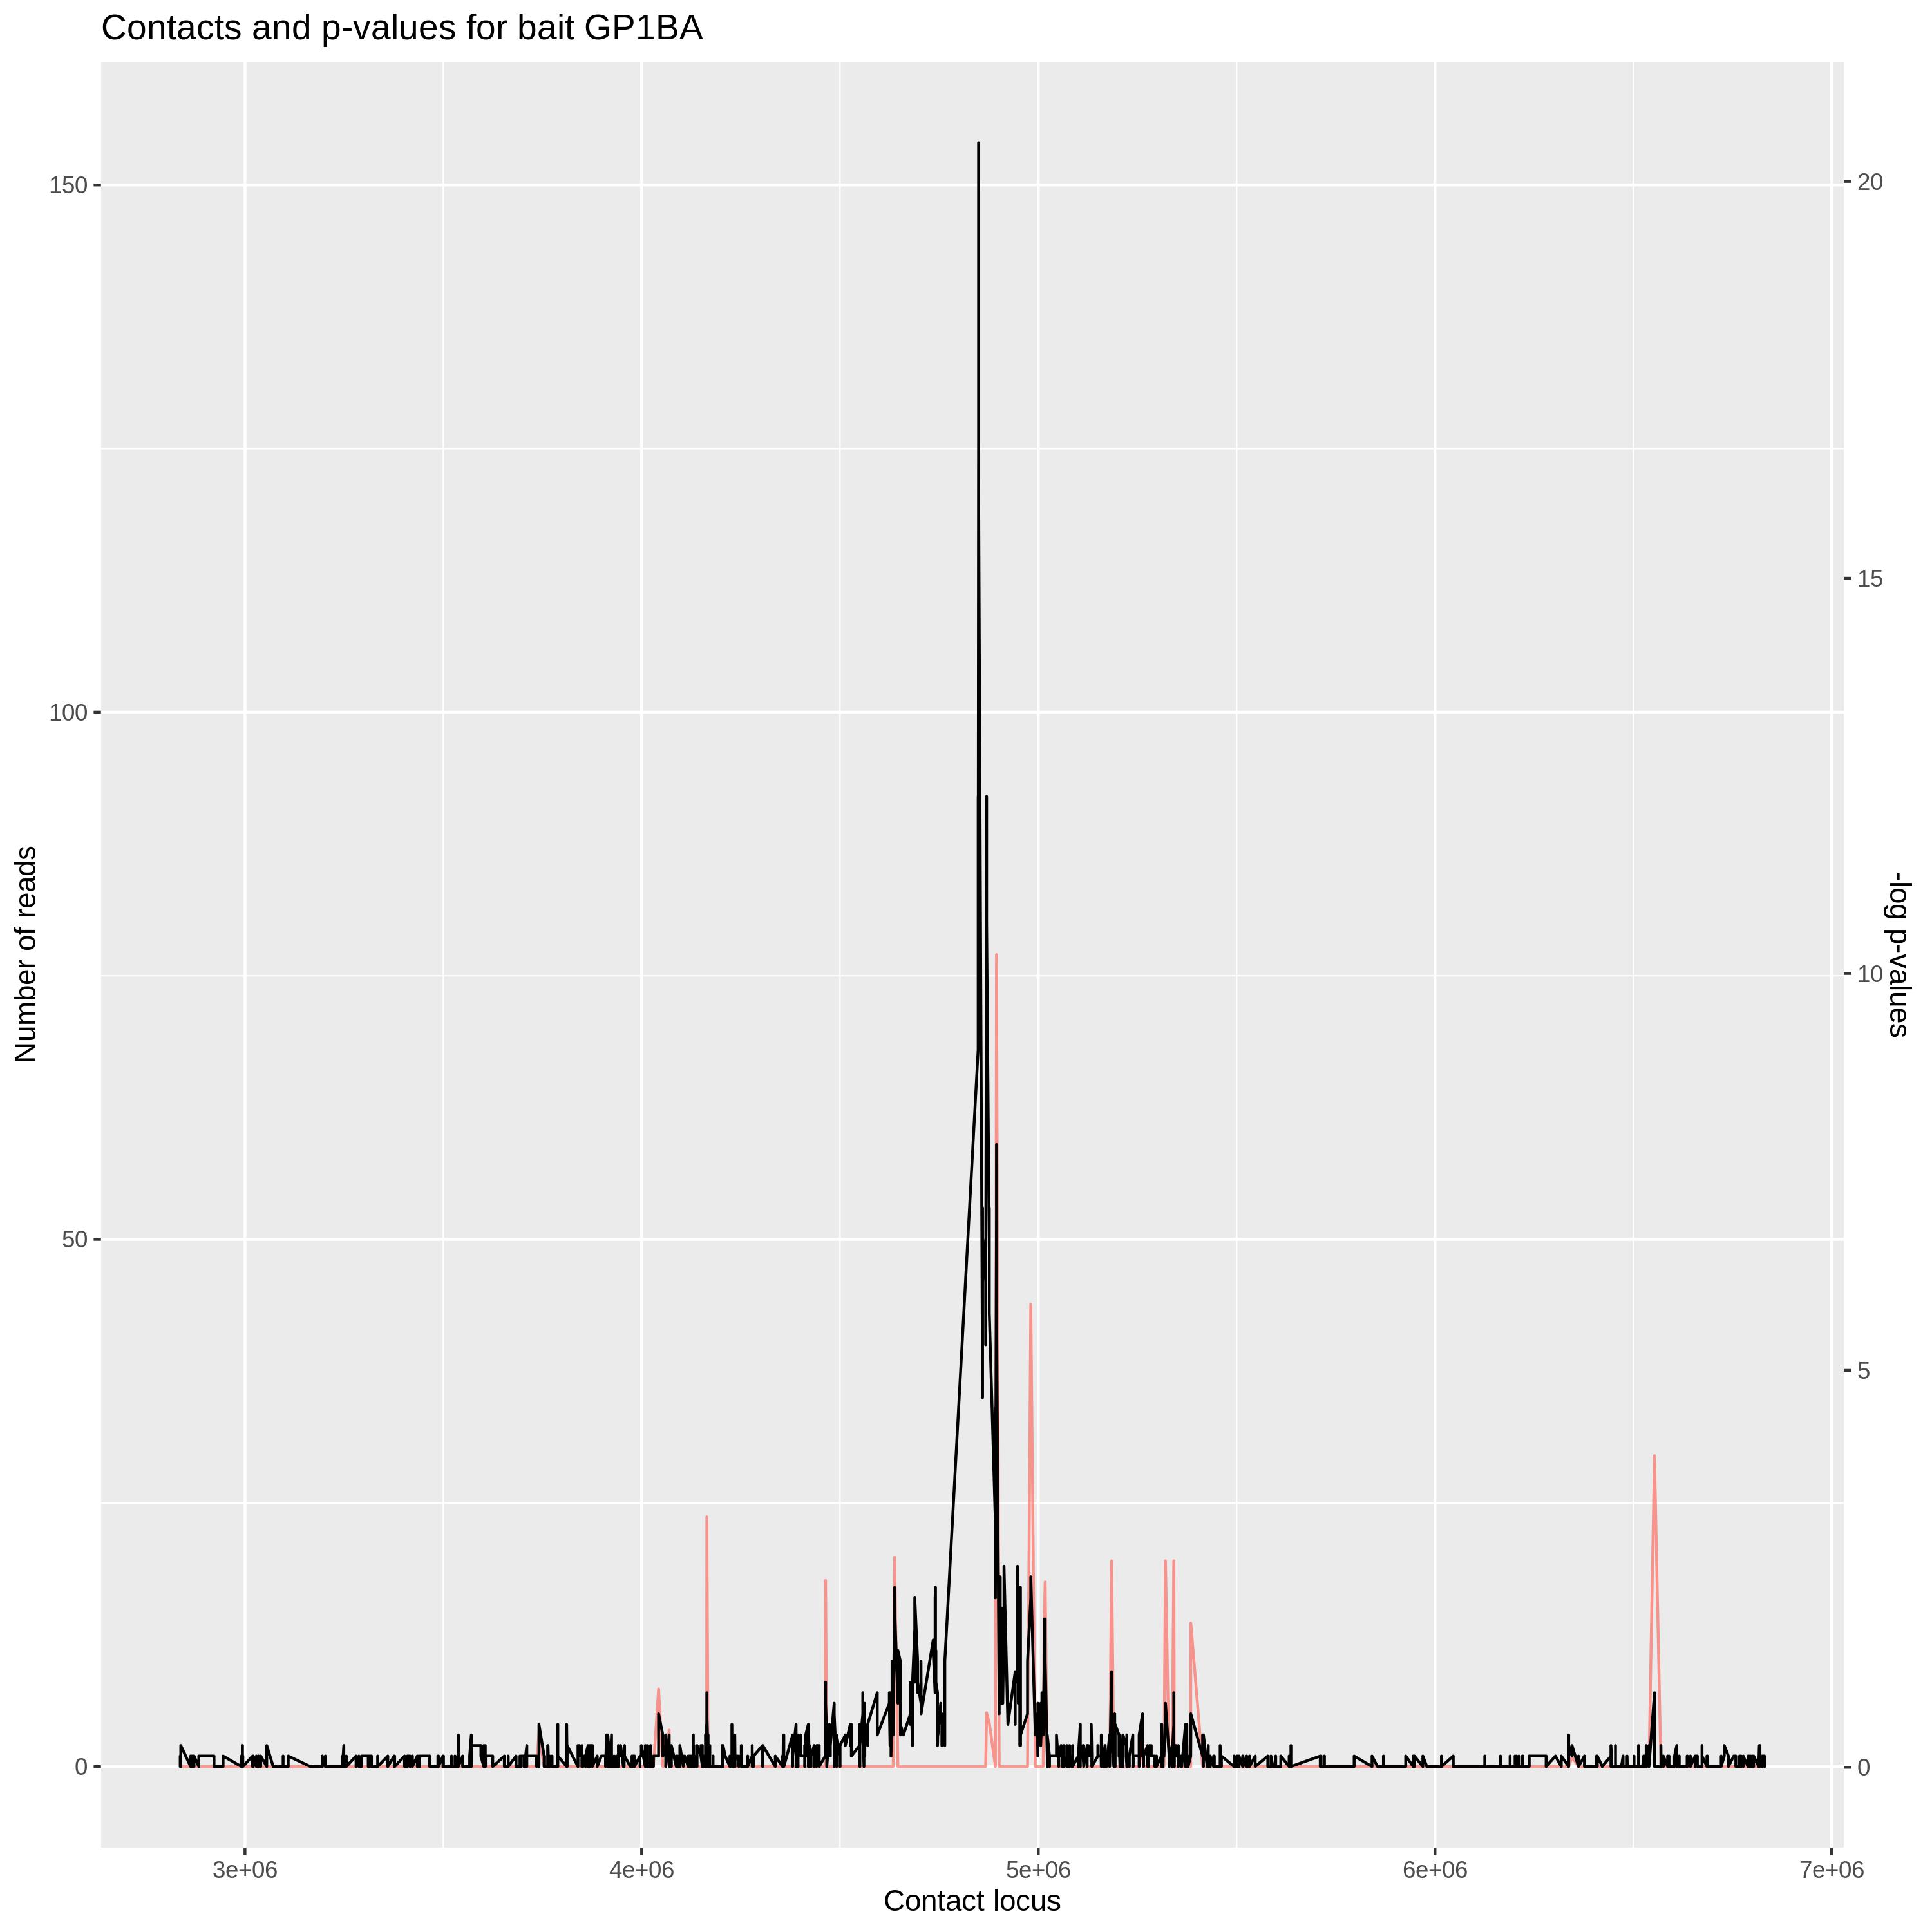 Contacts and p-values for bait GP1BA
150
100
50
0
Number of reads
20
15
10
5
0
-log p-values
3e+06
4e+06
5e+06
6e+06
7e+06
Contact locus